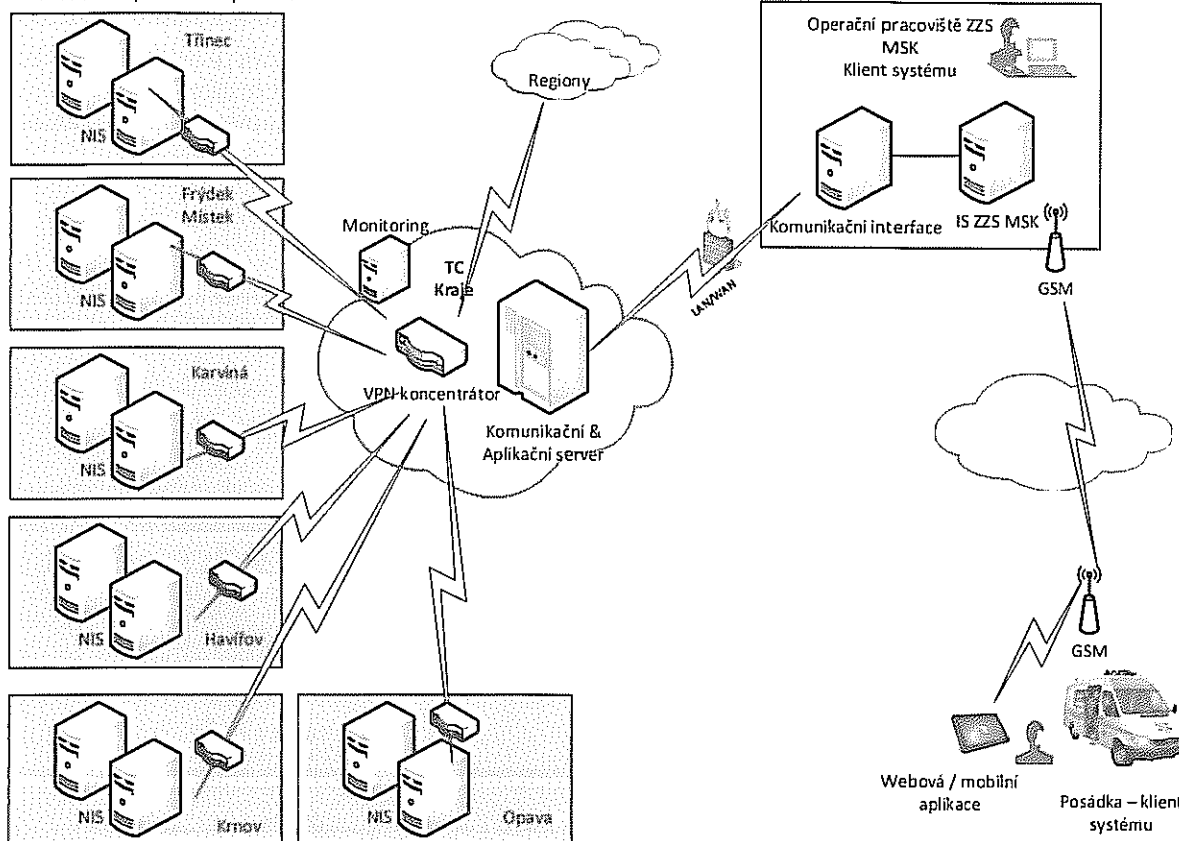 Třinec
NIS
Frýdek
Místek
NIS
Karviná
NIS
NIS
Havířov
Krnov
NIS
Opava
Regiony
Monitoring
TC
Kraje
VPN koncentrátor
Komunikační &
Aplikační server
LAN/WAN
Operační pracoviště ZZS
MSK
Klient systému
Komunikační interface
IS ZZS MSK
GSM
GSM
Webová / mobilní
aplikace
Posádka – klient
systému